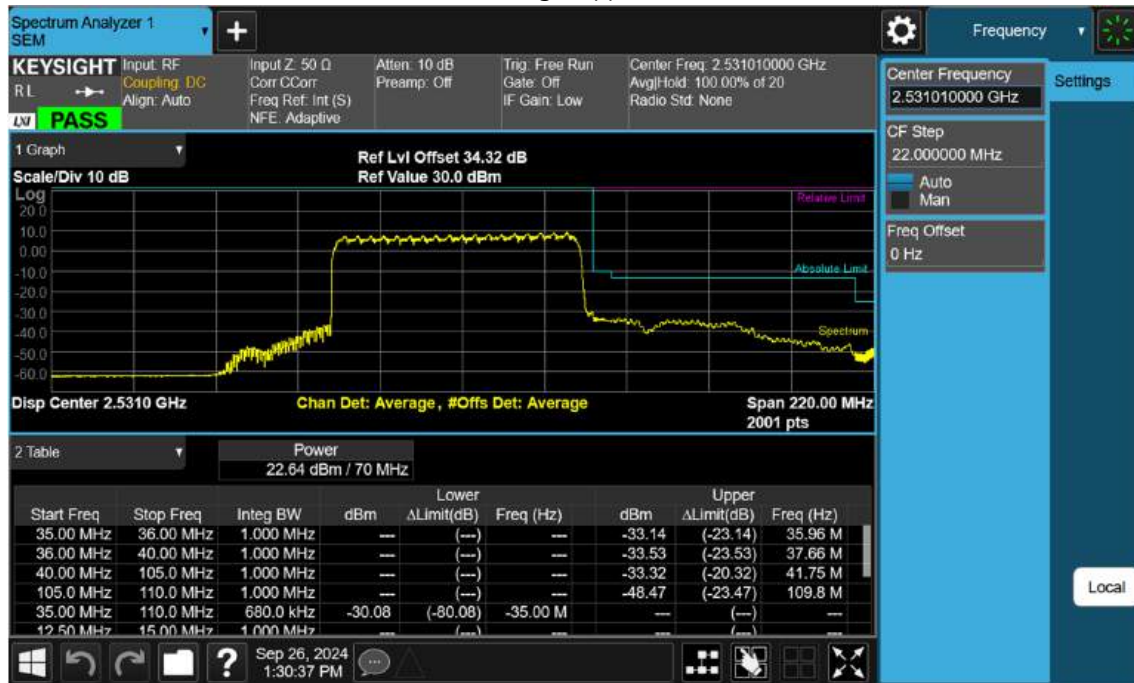 Spectrum Analyzer 1
SEM
+
Frequency
KEYSIGHT
RL
LXI PASS
Input: RF
Coupling: DC
Align: Auto
Input Z: 50 Ω
Corr CCorr
Freq Ref: Int (S)
NFE: Adaptive
Atten: 10 dB
Preamp: Off
Trig: Free Run
Gate: Off
IF Gain: Low
Center Freq: 2.531010000 GHz
Avg|Hold: 100.00% of 20
Radio Std: None
Center Frequency
2.531010000 GHz
Settings
CF Step
22.000000 MHz
Auto
Man
Freq Offset
0 Hz
1 Graph
Scale/Div 10 dB
Ref Lvl Offset 34.32 dB
Ref Value 30.0 dBm
Log
20.0
10.0
0.00
-10.0
-20.0
-30.0
-40.0
-50.0
-60.0
Relative Limit
Absolute Limit
Spectrum
Disp Center 2.5310 GHz
Chan Det: Average, #Offs Det: Average
Span 220.00 MHz
2001 pts
2 Table
Power
22.64 dBm / 70 MHz
Lower Upper
Start Freq Stop Freq Integ BW dBm ΔLimit(dB) Freq (Hz) dBm ΔLimit(dB) Freq (Hz)
35.00 MHz 36.00 MHz 1.000 MHz --- (---) --- -33.14 (-23.14) 35.96 M
36.00 MHz 40.00 MHz 1.000 MHz --- (---) --- -33.53 (-23.53) 37.66 M
40.00 MHz 105.0 MHz 1.000 MHz --- (---) --- -33.32 (-20.32) 41.75 M
105.0 MHz 110.0 MHz 1.000 MHz --- (---) --- -48.47 (-23.47) 109.8 M
35.00 MHz 110.0 MHz 680.0 kHz -30.08 (-80.08) -35.00 M --- (---) ---
12.50 MHz 15.00 MHz 1.000 MHz --- (---) --- --- (---) ---
Local
?
Sep 26, 2024
1:30:37 PM